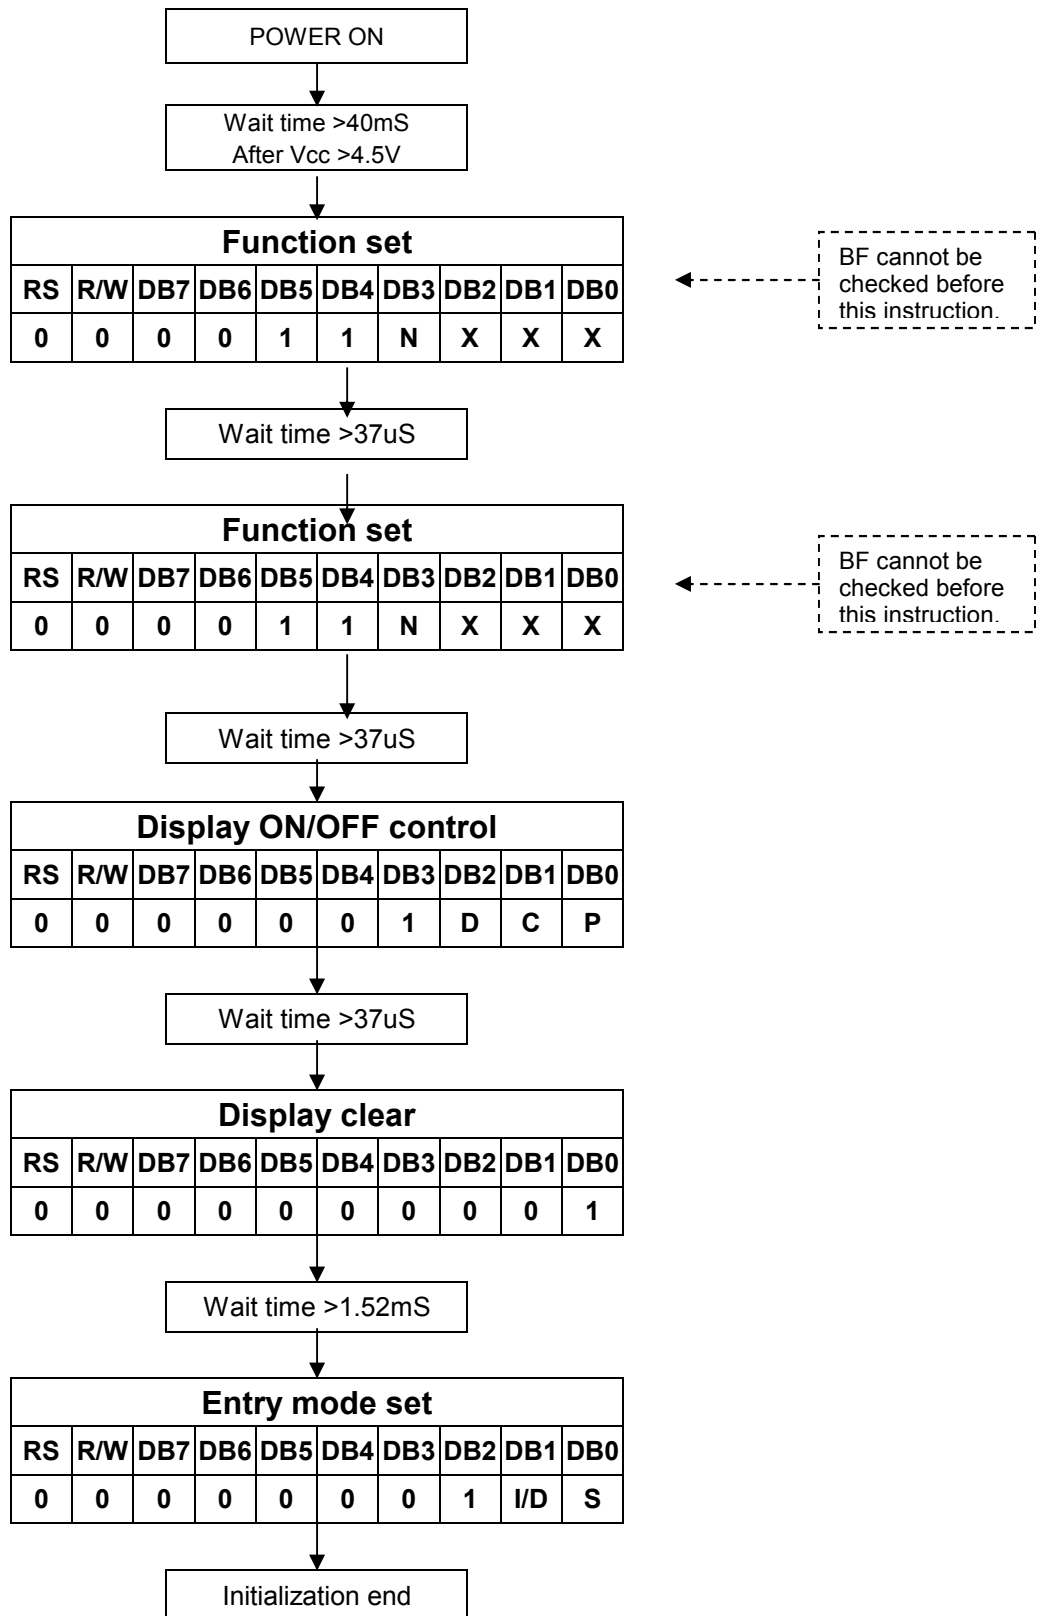 POWER ON
Wait time >40mS
After Vcc >4.5V
Function set
RS R/W DB7 DB6 DB5 DB4 DB3 DB2 DB1 DB0
0 0 0 0 1 1 N X X X
BF cannot be
checked before
this instruction.
Wait time >37uS
Function set
RS R/W DB7 DB6 DB5 DB4 DB3 DB2 DB1 DB0
0 0 0 0 1 1 N X X X
BF cannot be
checked before
this instruction.
Wait time >37uS
Display ON/OFF control
RS R/W DB7 DB6 DB5 DB4 DB3 DB2 DB1 DB0
0 0 0 0 0 0 1 D C P
Wait time >37uS
Display clear
RS R/W DB7 DB6 DB5 DB4 DB3 DB2 DB1 DB0
0 0 0 0 0 0 0 0 0 1
Wait time >1.52mS
Entry mode set
RS R/W DB7 DB6 DB5 DB4 DB3 DB2 DB1 DB0
0 0 0 0 0 0 0 1 I/D S
Initialization end